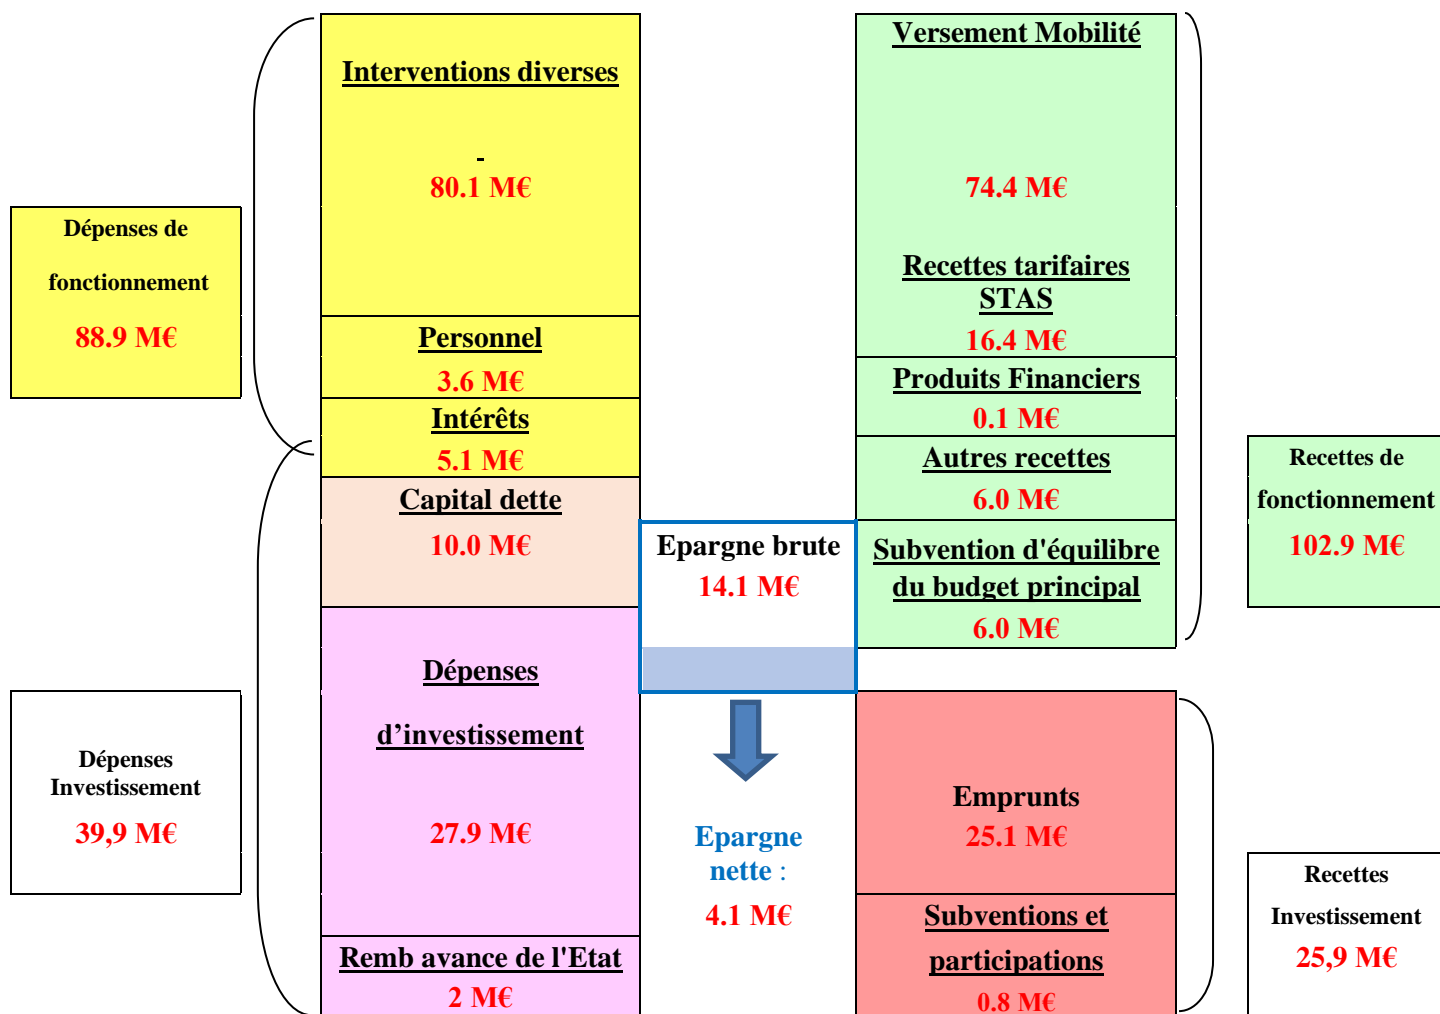 Dépenses de
fonctionnement
88.9 M€
Dépenses
Investissement
39,9 M€
Interventions diverses
-
80.1 M€
Personnel
3.6 M€
Intérêts
5.1 M€
Capital dette
10.0 M€
Dépenses
d’investissement
27.9 M€
Remb avance de l'Etat
2 M€
Epargne brute
14.1 M€
Epargne
nette :
4.1 M€
Versement Mobilité
74.4 M€
Recettes tarifaires
STAS
16.4 M€
Produits Financiers
0.1 M€
Autres recettes
6.0 M€
Subvention d'équilibre
du budget principal
6.0 M€
Emprunts
25.1 M€
Subventions et
participations
0.8 M€
Recettes de
fonctionnement
102.9 M€
Recettes
Investissement
25,9 M€